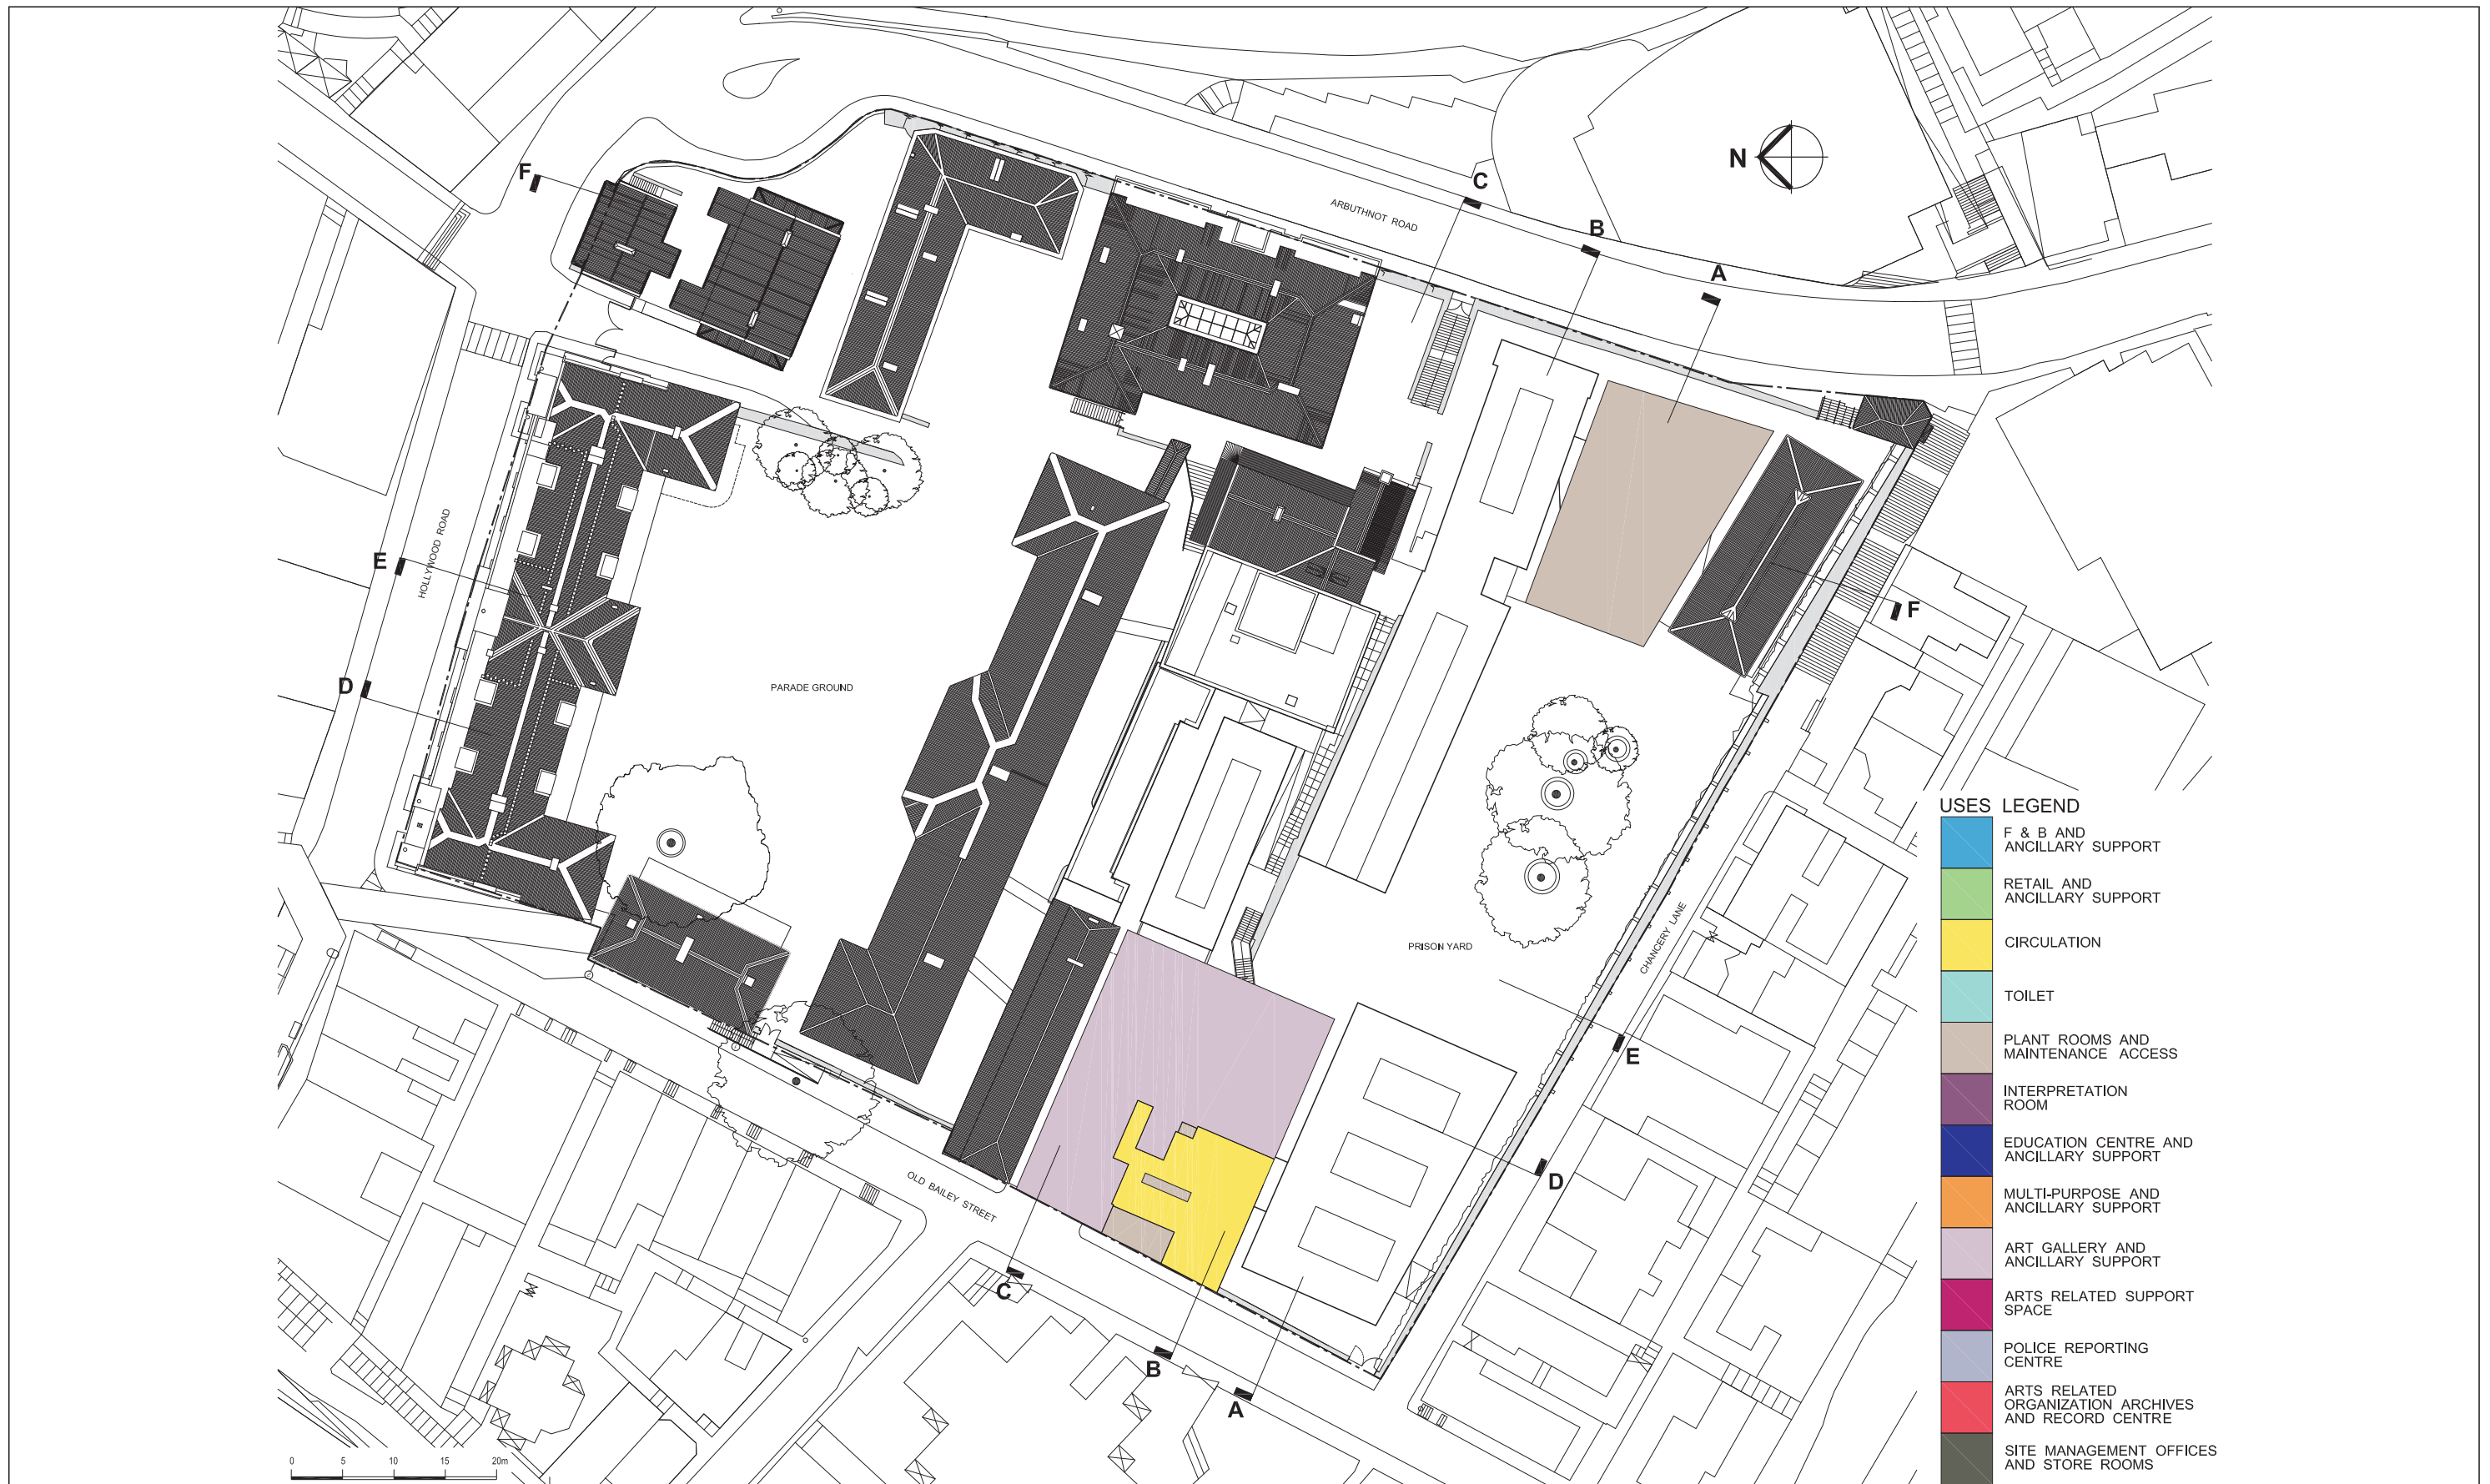 F
N
C
ARBUTHNOT ROAD
B
A
HOLLYWOOD ROAD
E
F
D
PARADE GROUND
PRISON YARD
CHANCERY LANE
E
D
OLD BAILEY STREET
C
B
A
0 5 10 15 20m
USES LEGEND
F & B AND
ANCILLARY SUPPORT
RETAIL AND
ANCILLARY SUPPORT
CIRCULATION
TOILET
PLANT ROOMS AND
MAINTENANCE ACCESS
INTERPRETATION
ROOM
EDUCATION CENTRE AND
ANCILLARY SUPPORT
MULTI-PURPOSE AND
ANCILLARY SUPPORT
ART GALLERY AND
ANCILLARY SUPPORT
ARTS RELATED SUPPORT
SPACE
POLICE REPORTING
CENTRE
ARTS RELATED
ORGANIZATION ARCHIVES
AND RECORD CENTRE
SITE MANAGEMENT OFFICES
AND STORE ROOMS